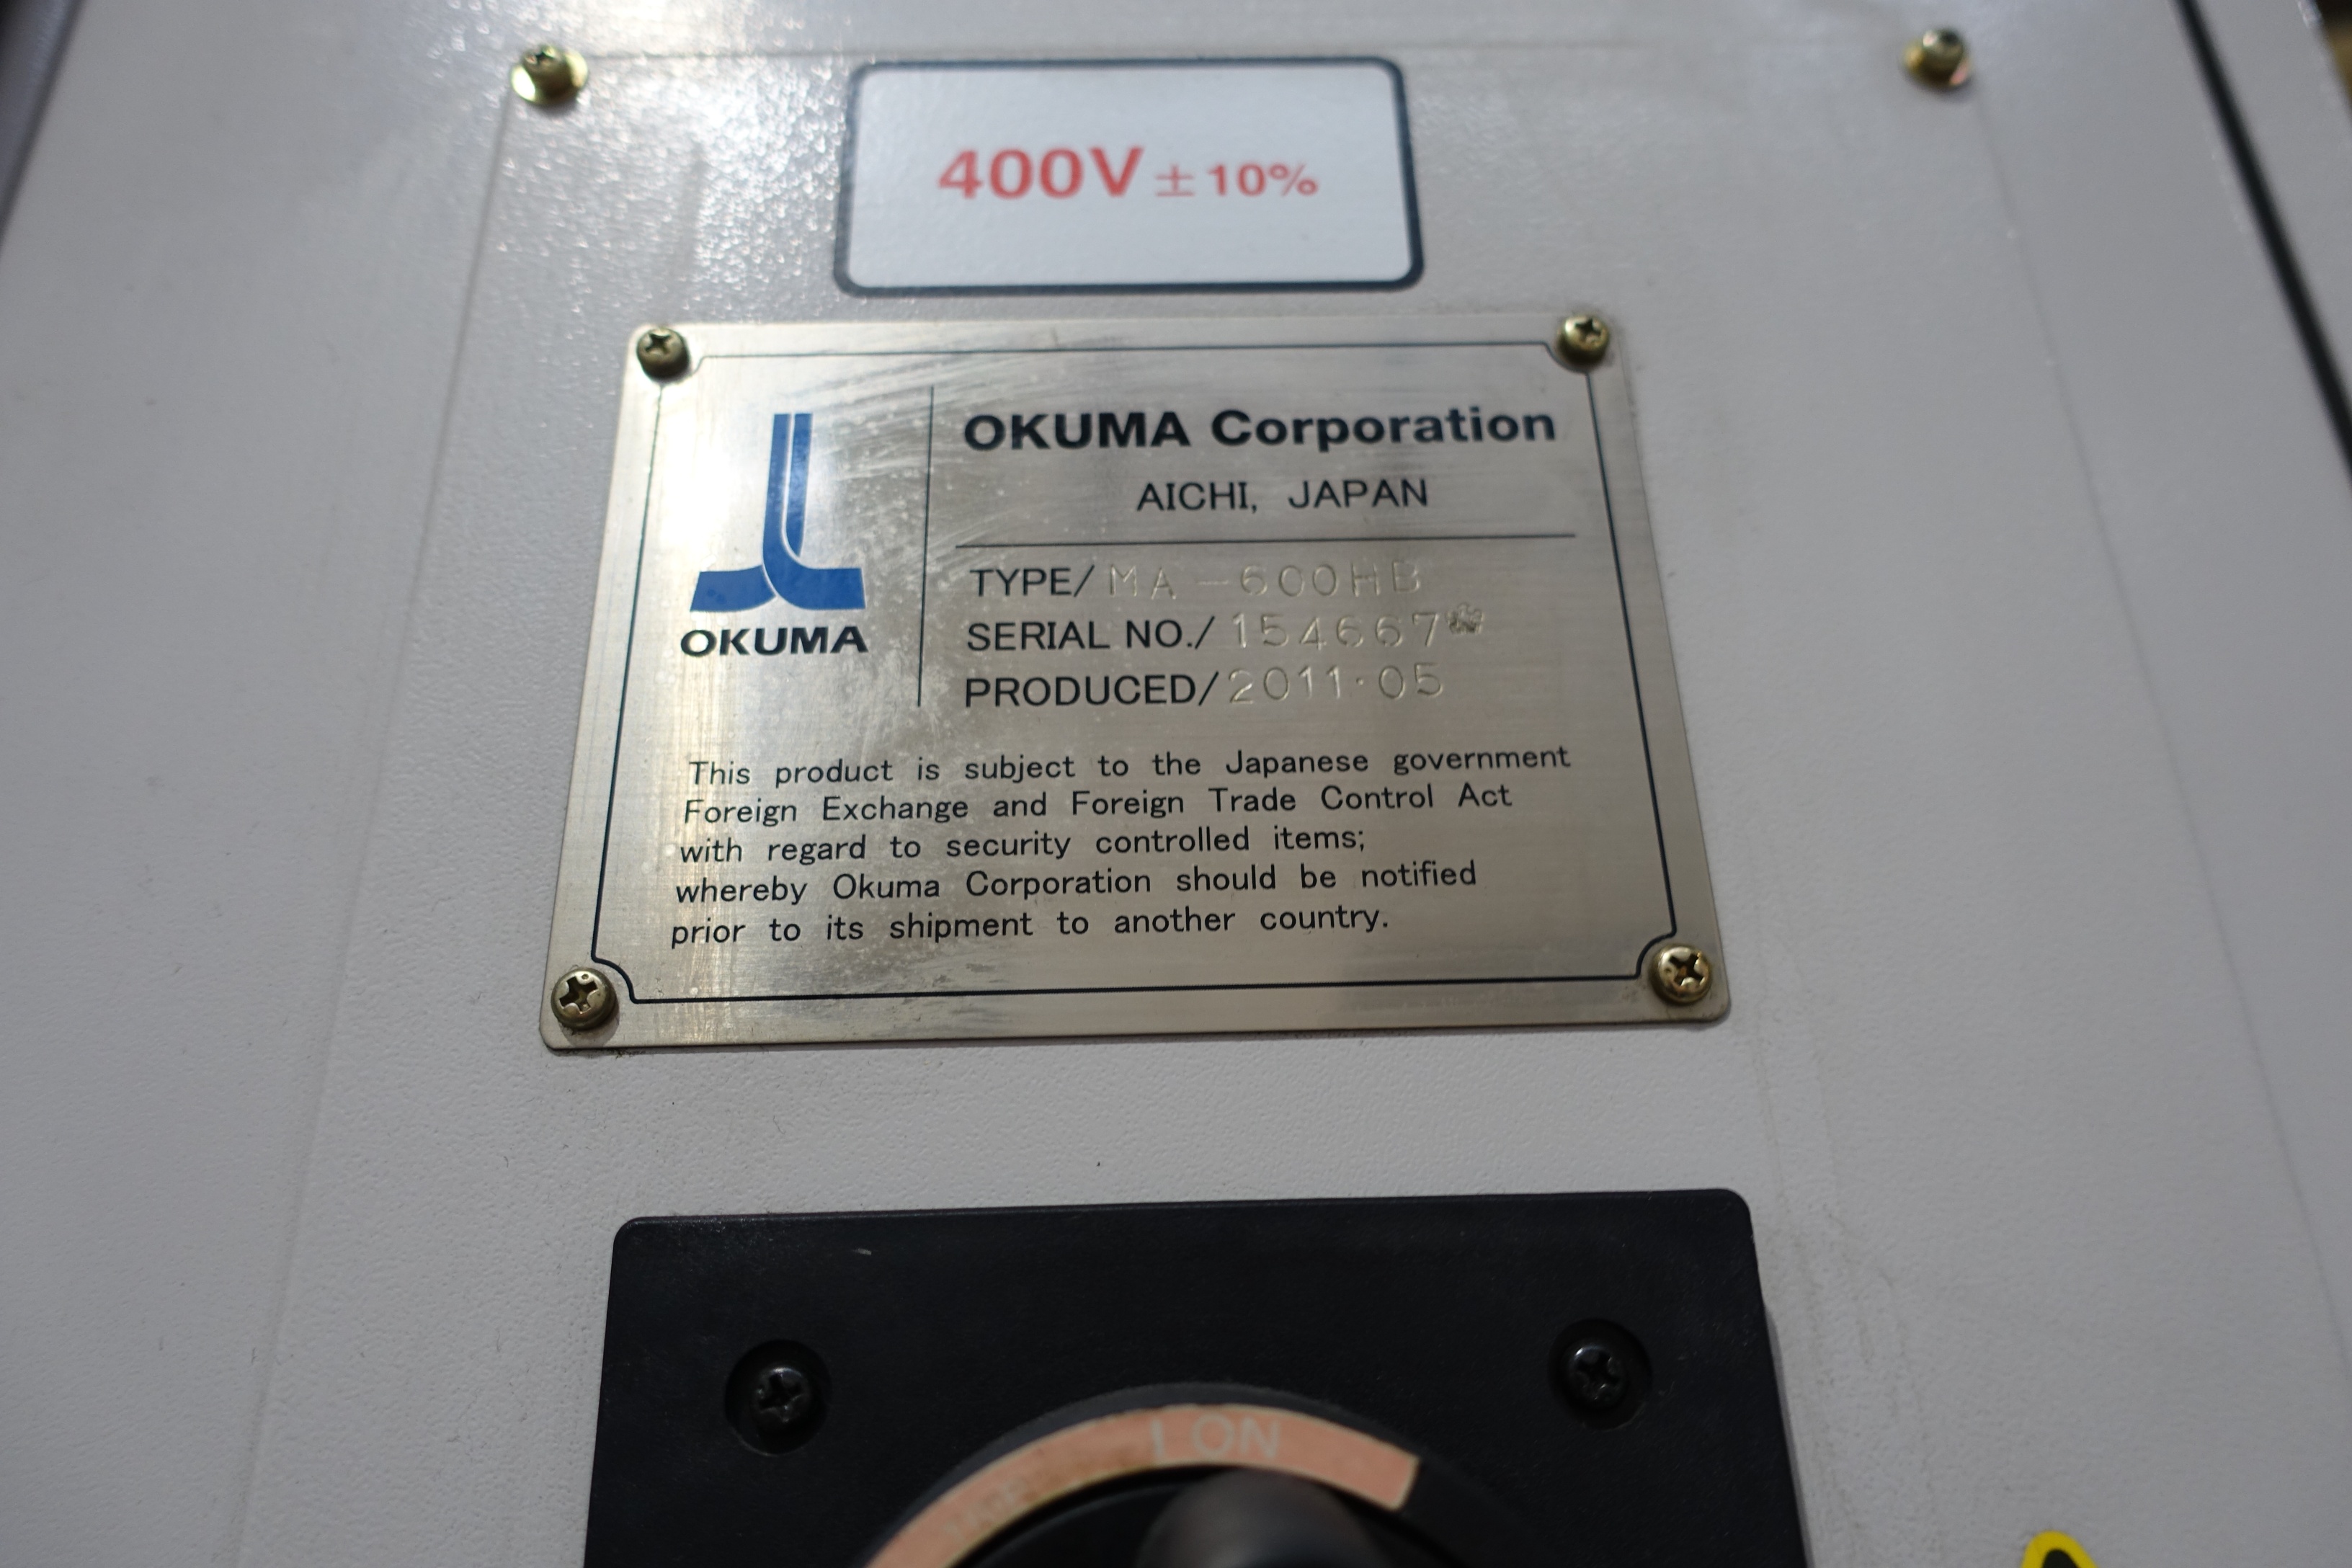 400V ± 10%
OKUMA Corporation
AICHI, JAPAN
OKUMA
TYPE/ MA-600HB
SERIAL NO./ 154667
PRODUCED/ 2011.05
This product is subject to the Japanese government
Foreign Exchange and Foreign Trade Control Act
with regard to security controlled items;
whereby Okuma Corporation should be notified
prior to its shipment to another country.
I ON